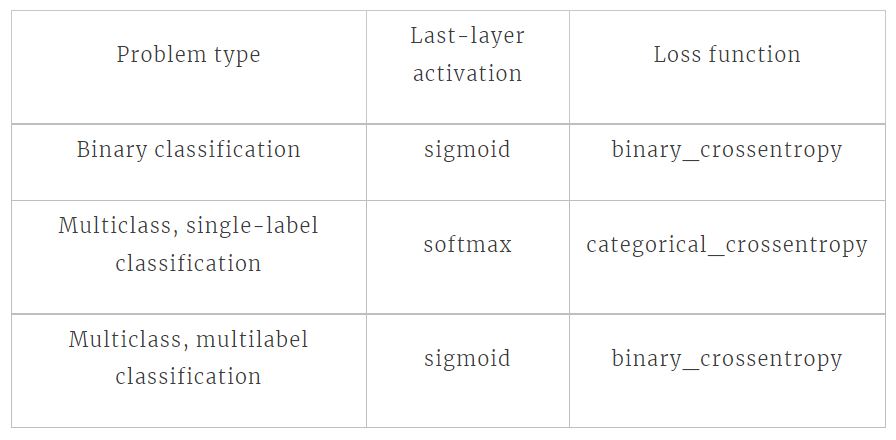 Problem type
Last-layer
activation
Loss function
Binary classification
sigmoid
binary_crossentropy
Multiclass, single-label
classification
softmax
categorical_crossentropy
Multiclass, multilabel
classification
sigmoid
binary_crossentropy